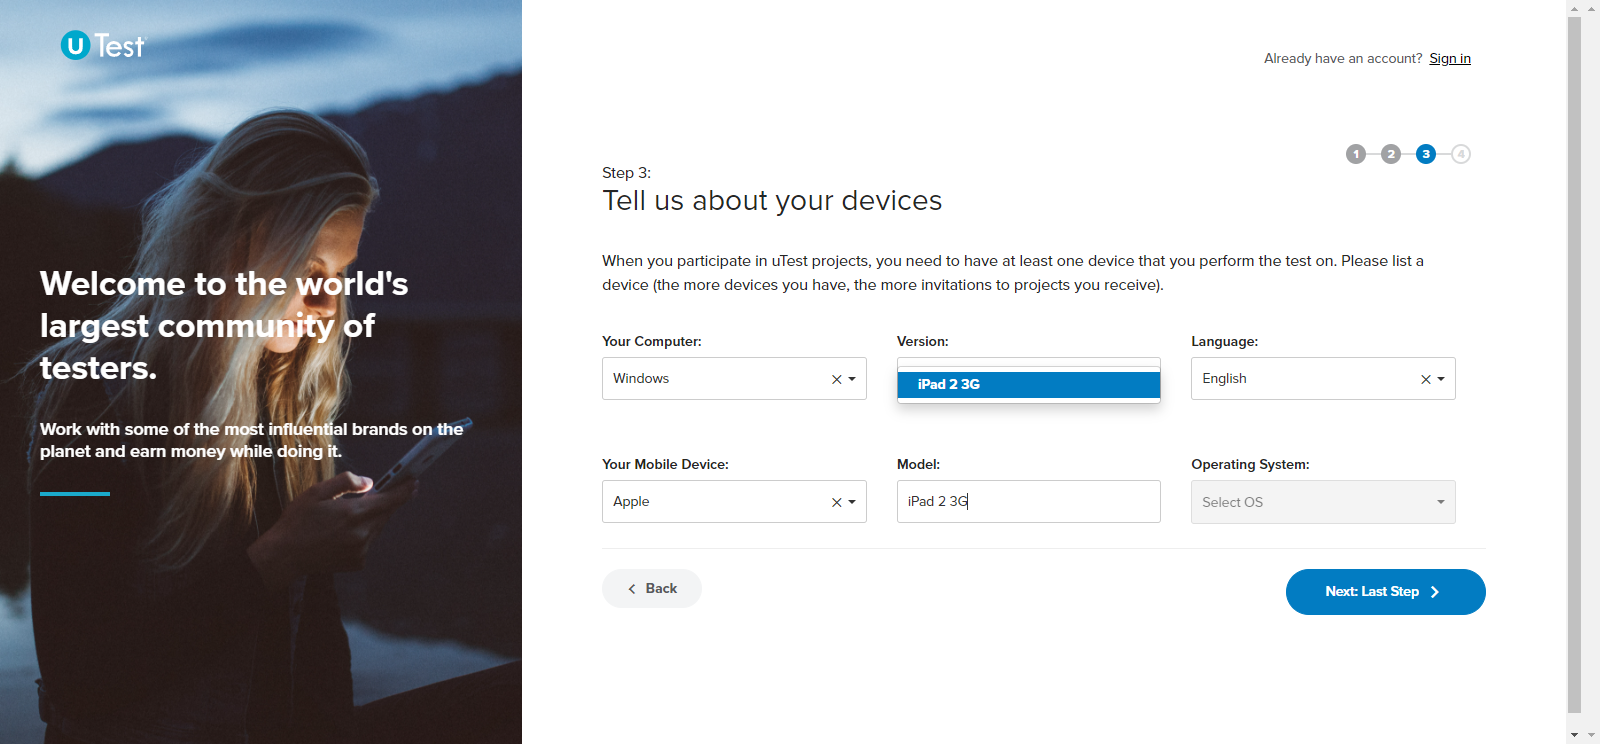 uTest
Welcome to the world's
largest community of
testers.
Work with some of the most influential brands on the
planet and earn money while doing it.
Already have an account? Sign in
1 2 3 4
Step 3:
Tell us about your devices
When you participate in uTest projects, you need to have at least one device that you perform the test on. Please list a
device (the more devices you have, the more invitations to projects you receive).
Your Computer:
Windows
Version:
iPad 2 3G
Language:
English
Your Mobile Device:
Apple
Model:
iPad 2 3G
Operating System:
Select OS
Back
Next: Last Step